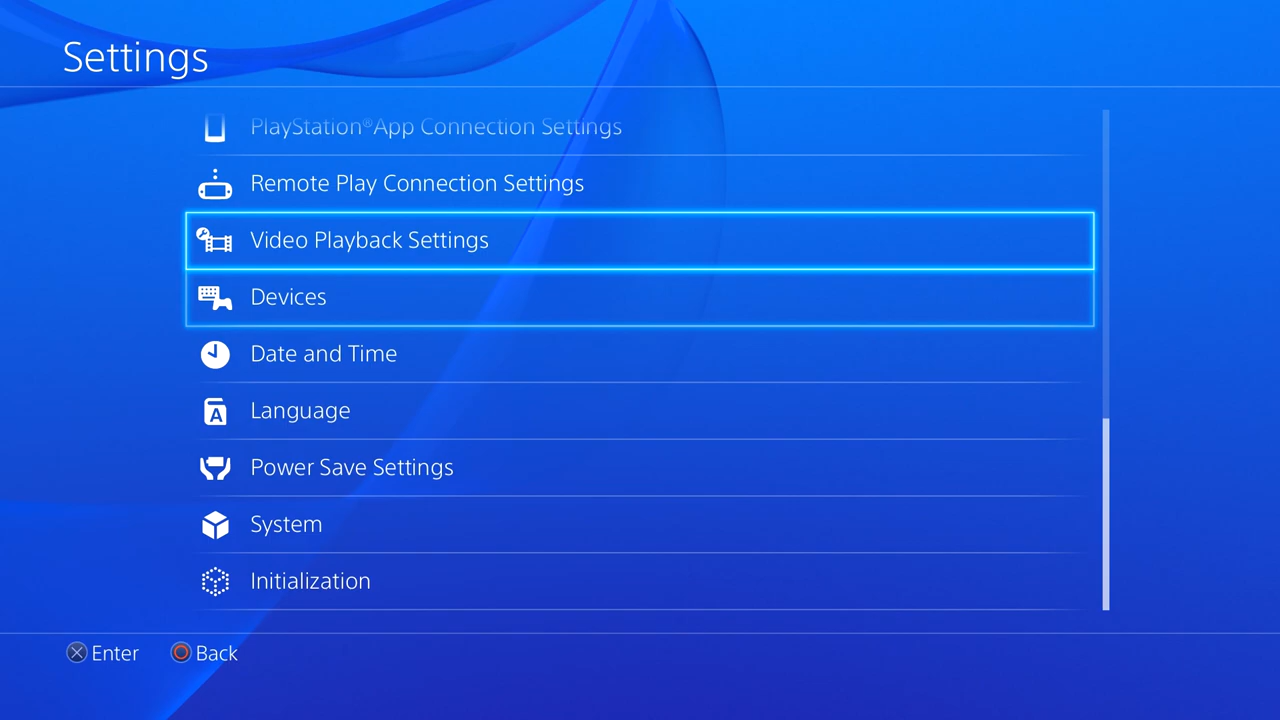 Settings
PlayStation®App Connection Settings
Remote Play Connection Settings
Video Playback Settings
Devices
Date and Time
Language
Power Save Settings
System
Initialization
Enter Back